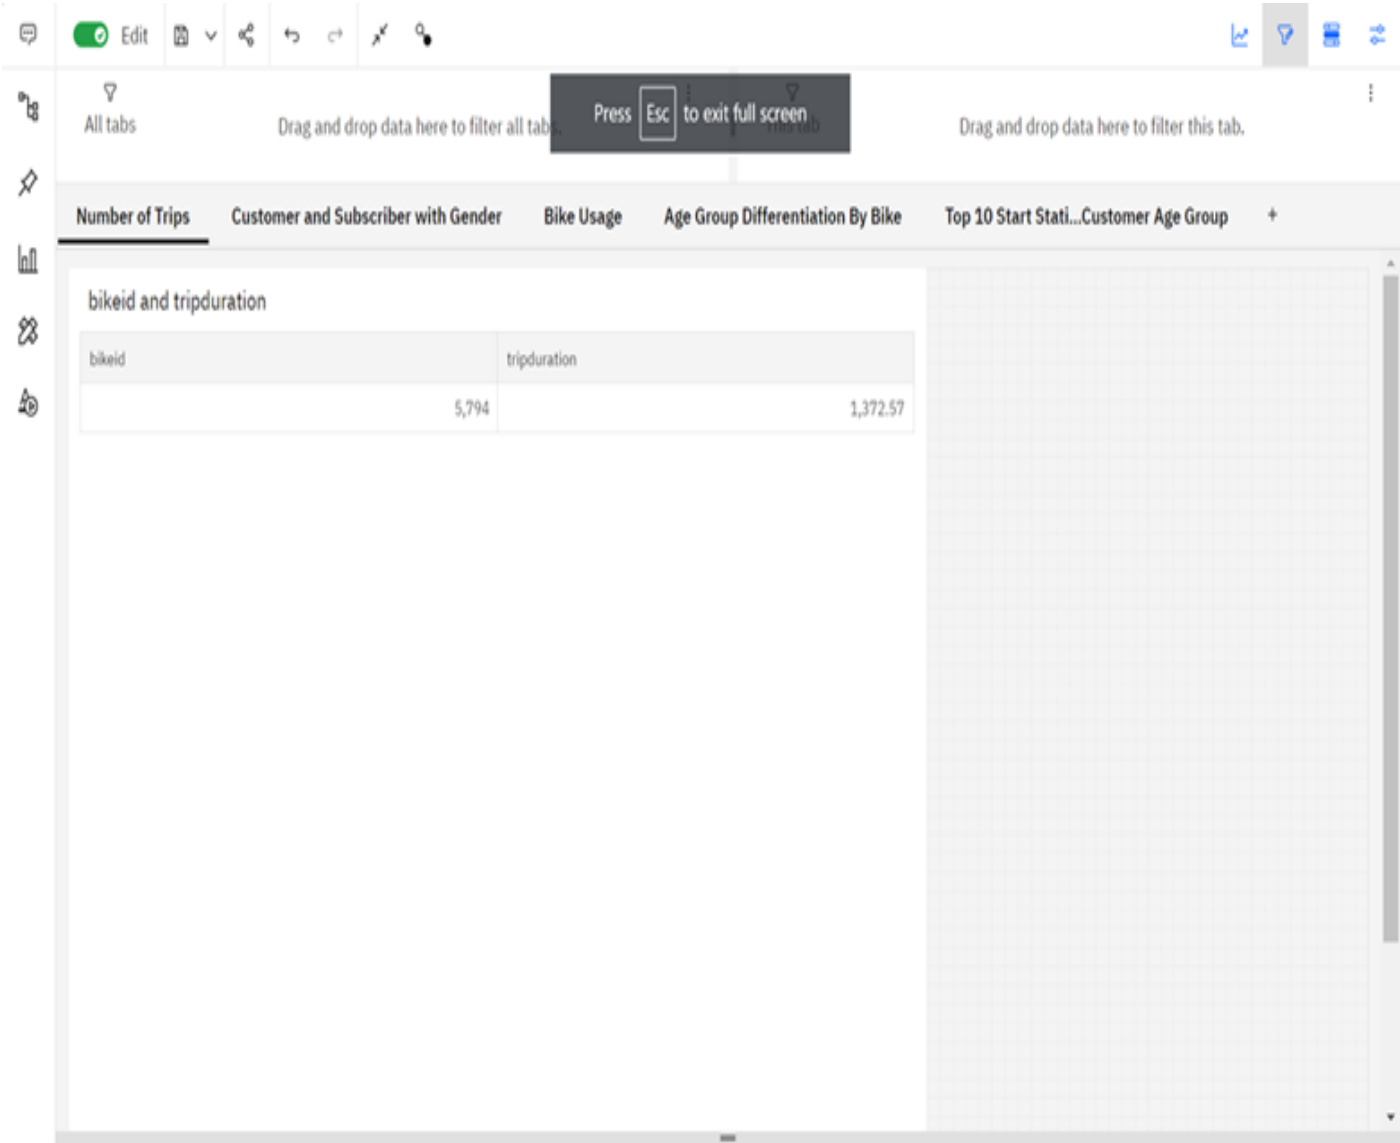 Edit
Press Esc to exit full screen
All tabs
Drag and drop data here to filter all tabs.
This tab
Drag and drop data here to filter this tab.
Number of Trips
Customer and Subscriber with Gender
Bike Usage
Age Group Differentiation By Bike
Top 10 Start Stati...Customer Age Group
+
bikeid and tripduration
bikeid tripduration
5,794 1,372.57